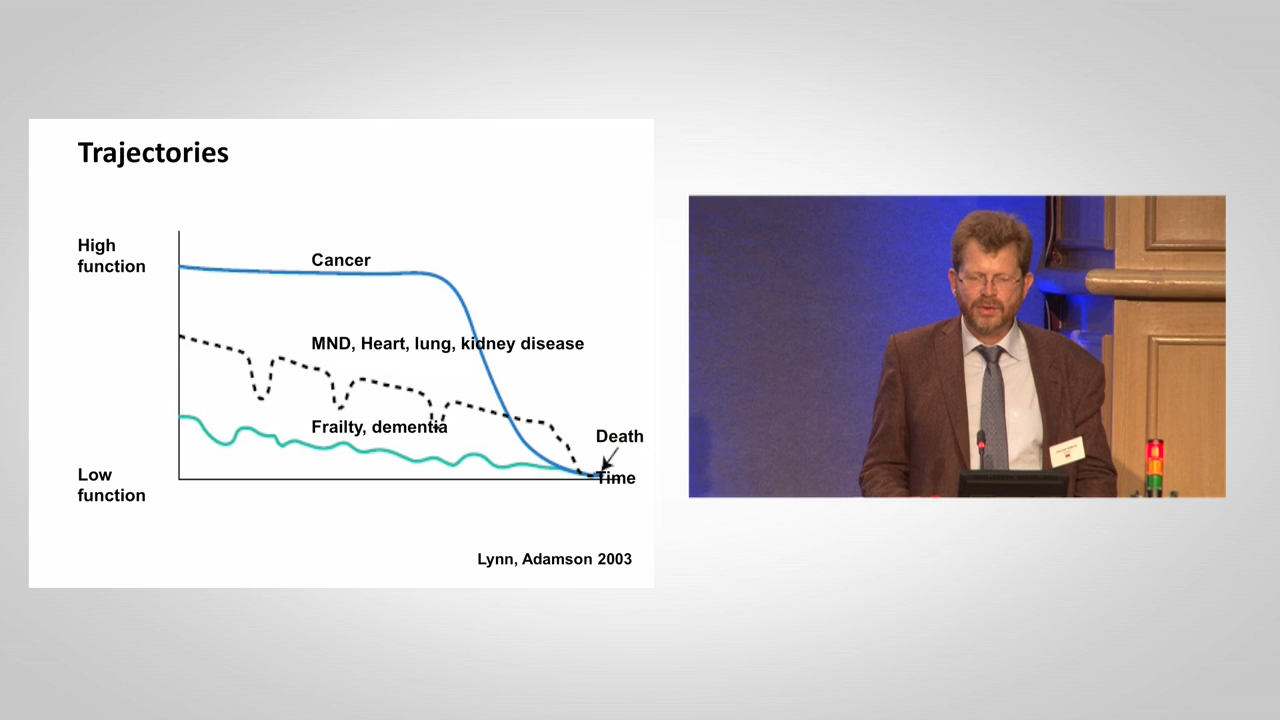 Trajectories
High
function
Cancer
MND, Heart, lung, kidney disease
Frailty, dementia
Death
Time
Low
function
Lynn, Adamson 2003